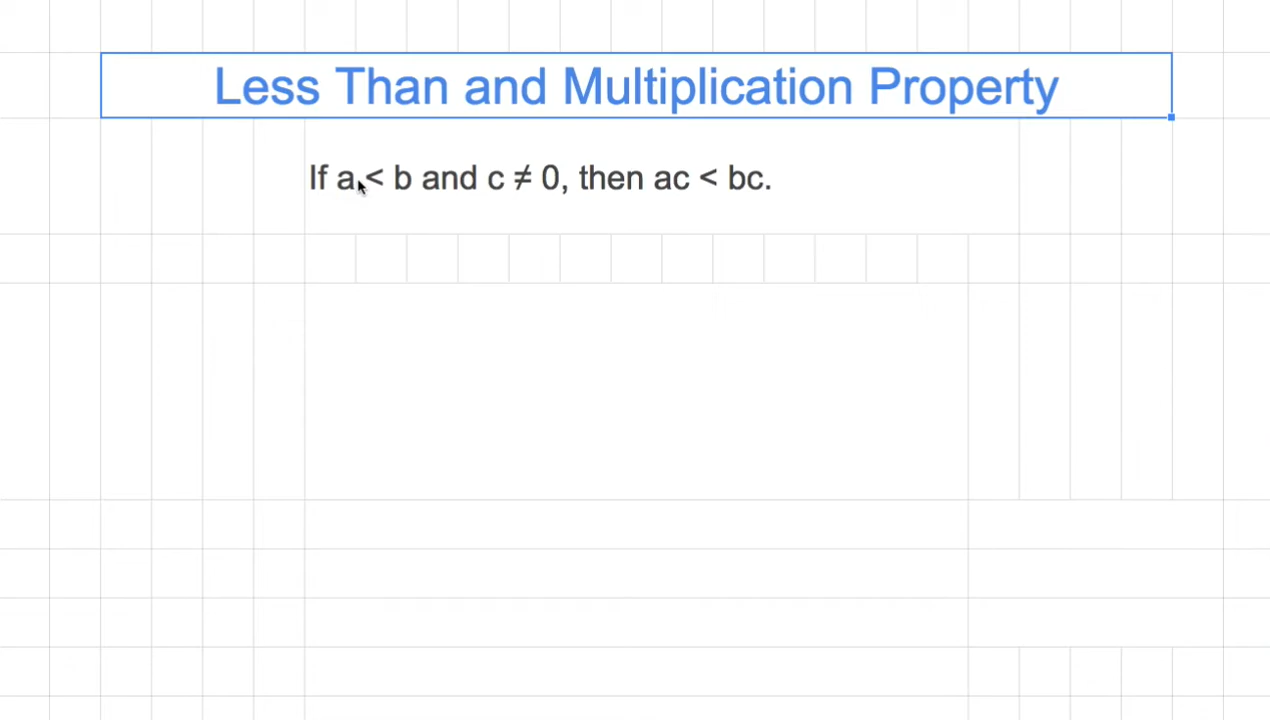 Less Than and Multiplication Property
If a < b and c ≠ 0, then ac < bc.